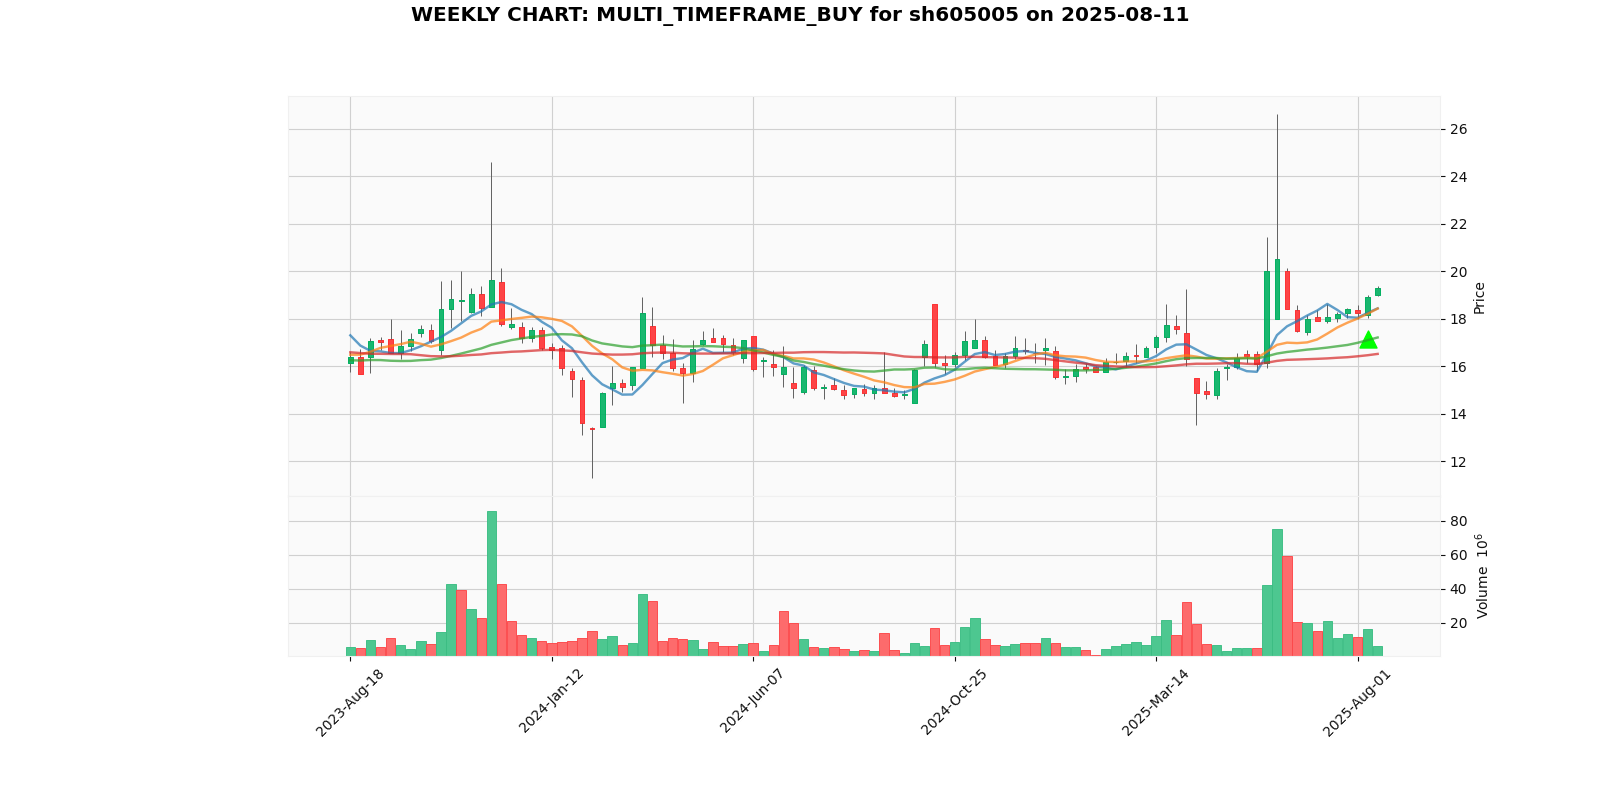 WEEKLY CHART: MULTI_TIMEFRAME_BUY for sh605005 on 2025-08-11
26
24
22
20
18
16
14
12
Price
80
60
40
20
Volume 10^6
2023-Aug-18
2024-Jan-12
2024-Jun-07
2024-Oct-25
2025-Mar-14
2025-Aug-01